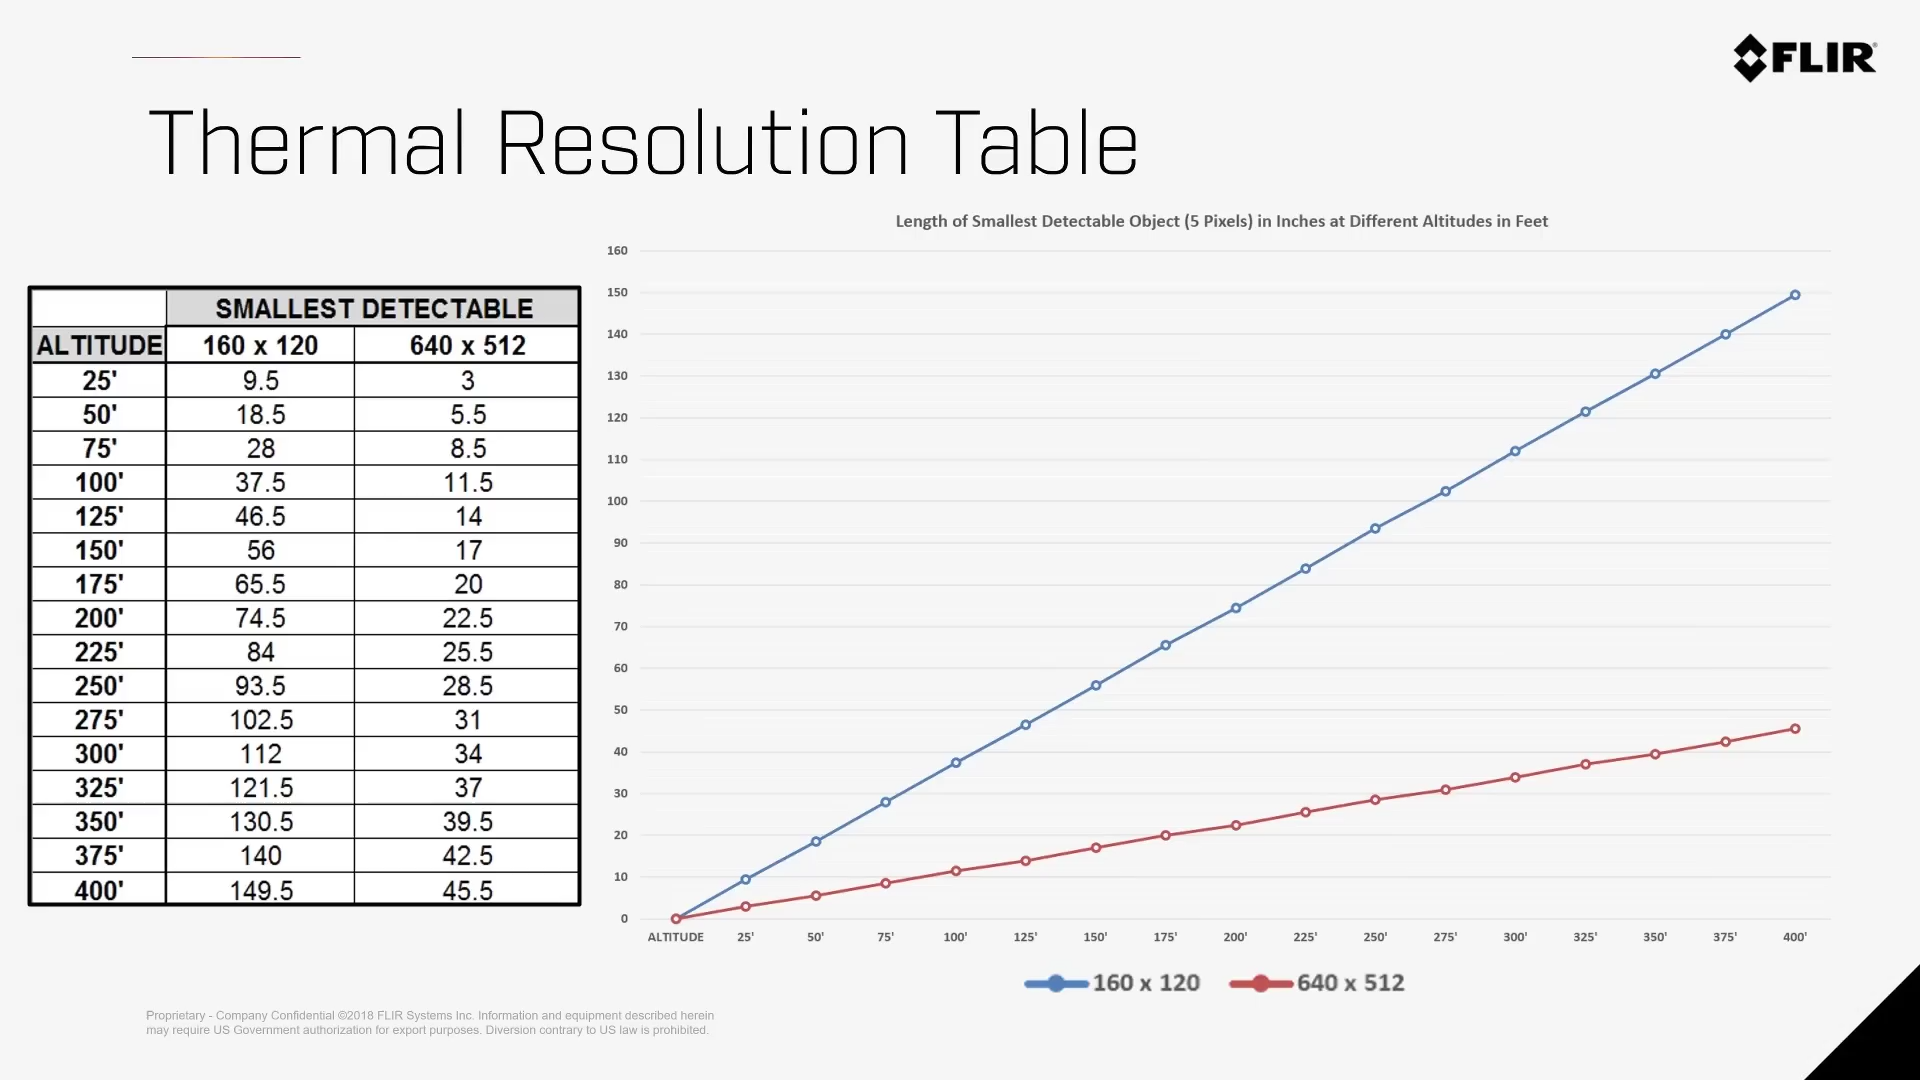 FLIR
Thermal Resolution Table
Length of Smallest Detectable Object (5 Pixels) in Inches at Different Altitudes in Feet
SMALLEST DETECTABLE
ALTITUDE 160 x 120 640 x 512
25' 9.5 3
50' 18.5 5.5
75' 28 8.5
100' 37.5 11.5
125' 46.5 14
150' 56 17
175' 65.5 20
200' 74.5 22.5
225' 84 25.5
250' 93.5 28.5
275' 102.5 31
300' 112 34
325' 121.5 37
350' 130.5 39.5
375' 140 42.5
400' 149.5 45.5
160
150
140
130
120
110
100
90
80
70
60
50
40
30
20
10
0
ALTITUDE 25' 50' 75' 100' 125' 150' 175' 200' 225' 250' 275' 300' 325' 350' 375' 400'
160 x 120 640 x 512
Proprietary - Company Confidential ©2018 FLIR Systems Inc. Information and equipment described herein
may require US Government authorization for export purposes. Diversion contrary to US law is prohibited.